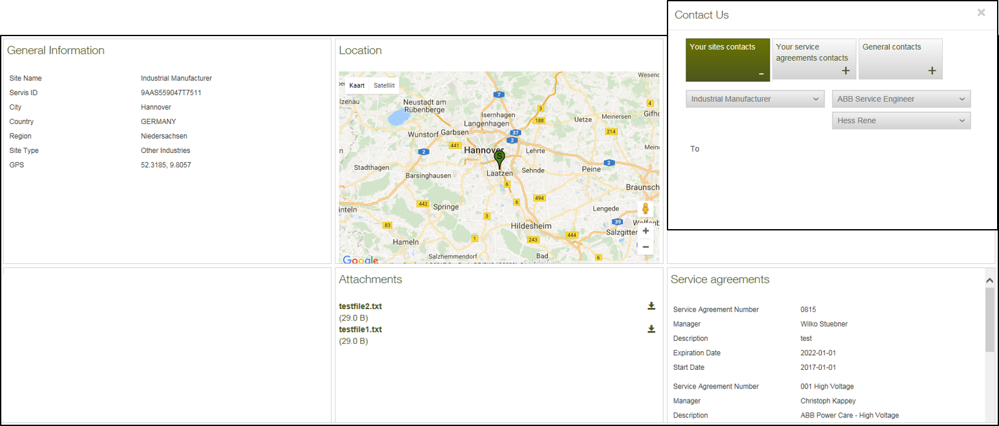 Contact Us
×
Your sites contacts
Your service
agreements contacts
General contacts
Industrial Manufacturer
ABB Service Engineer
Hess Rene
To
General Information
Site Name Industrial Manufacturer
Servis ID 9AAS559047T7511
City Hannover
Country GERMANY
Region Niedersachsen
Site Type Other Industries
GPS 52.3185, 9.8057
Location
Kaart Satelliet
Wesend
7
lzenau
Neustadt am
Rübenberge
3
4
Isernhagen
188
Uetze
Meinersen
Gifho
Langenhagen
Wunstorf
Garbsen
37
2
214
441
Hannover
S
Lehrte
Meine
2
2
Stadthagen
Barsinghausen
Laatzen
Sehnde
Peine
6
Braunsch
494
442
Springe
6
Lengede
inteln
3
83
Hildesheim
39
Wolfenb
Salzgitter
444
1
243
Hameln
Salzhemmendorf
Bad
6
Google
Salzdetfurth
Attachments
testfile2.txt
(29.0 B)
testfile1.txt
(29.0 B)
Service agreements
Service Agreement Number 0815
Manager Wilko Stuebner
Description test
Expiration Date 2022-01-01
Start Date 2017-01-01
Service Agreement Number 001 High Voltage
Manager Christoph Kappey
Description ABB Power Care - High Voltage